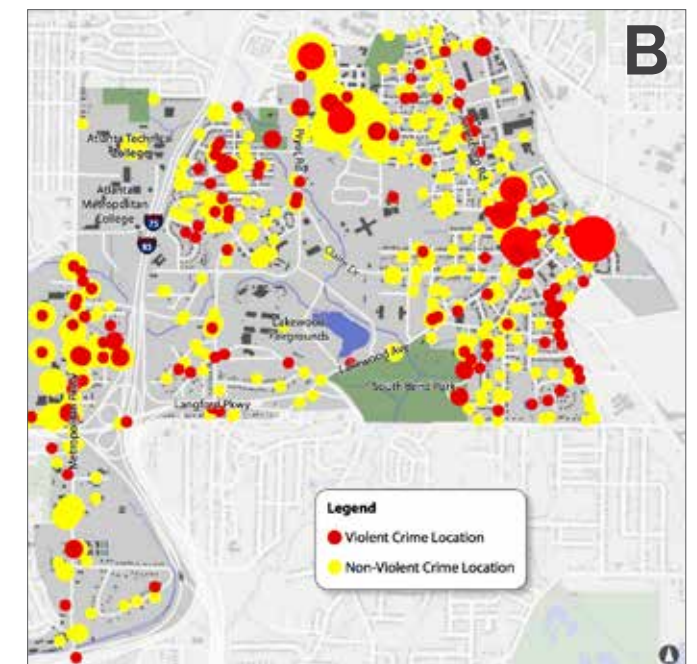 B
Atlanta Technical
College
Atlanta
Metropolitan
College
75
85
Pryor Rd
Claire Dr
Lakewood
Fairgrounds
Lakewood Ave
South Bend Park
Langford Pkwy
Metropolitan Pkwy
Legend
Violent Crime Location
Non-Violent Crime Location